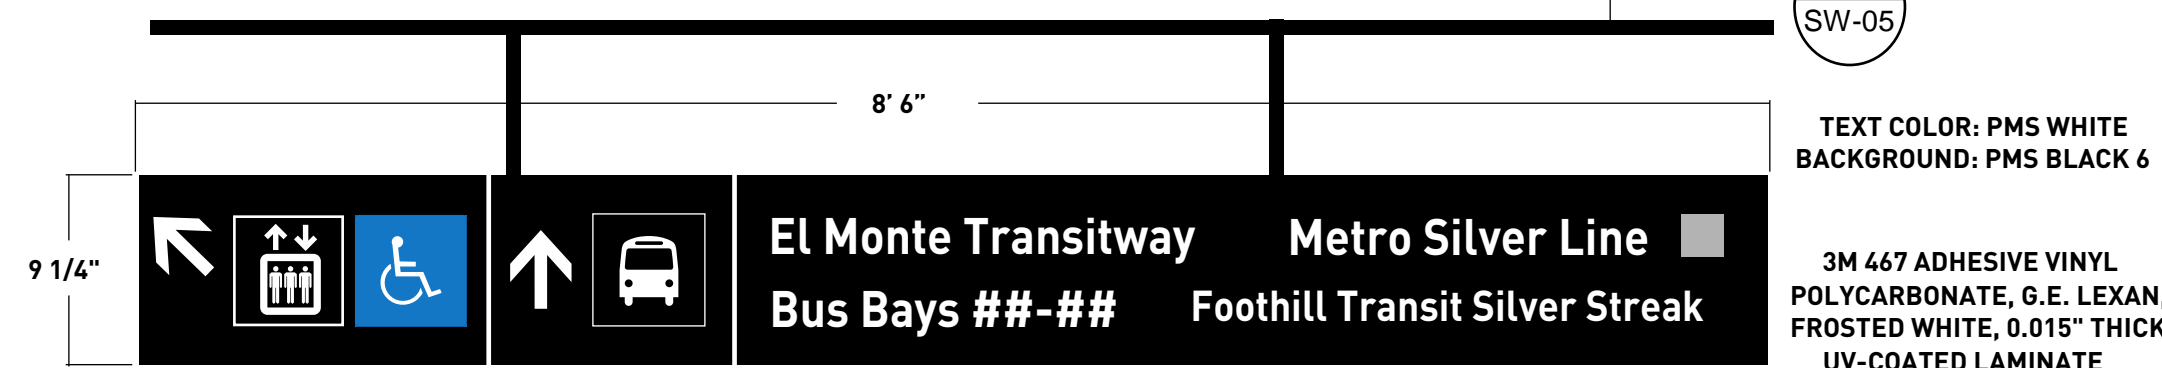 SW-05
8' 6”
TEXT COLOR: PMS WHITE
BACKGROUND: PMS BLACK 6
9 1/4"
El Monte Transitway
Metro Silver Line
Bus Bays ##-##
Foothill Transit Silver Streak
3M 467 ADHESIVE VINYL
POLYCARBONATE, G.E. LEXAN,
FROSTED WHITE, 0.015" THICK
UV-COATED LAMINATE